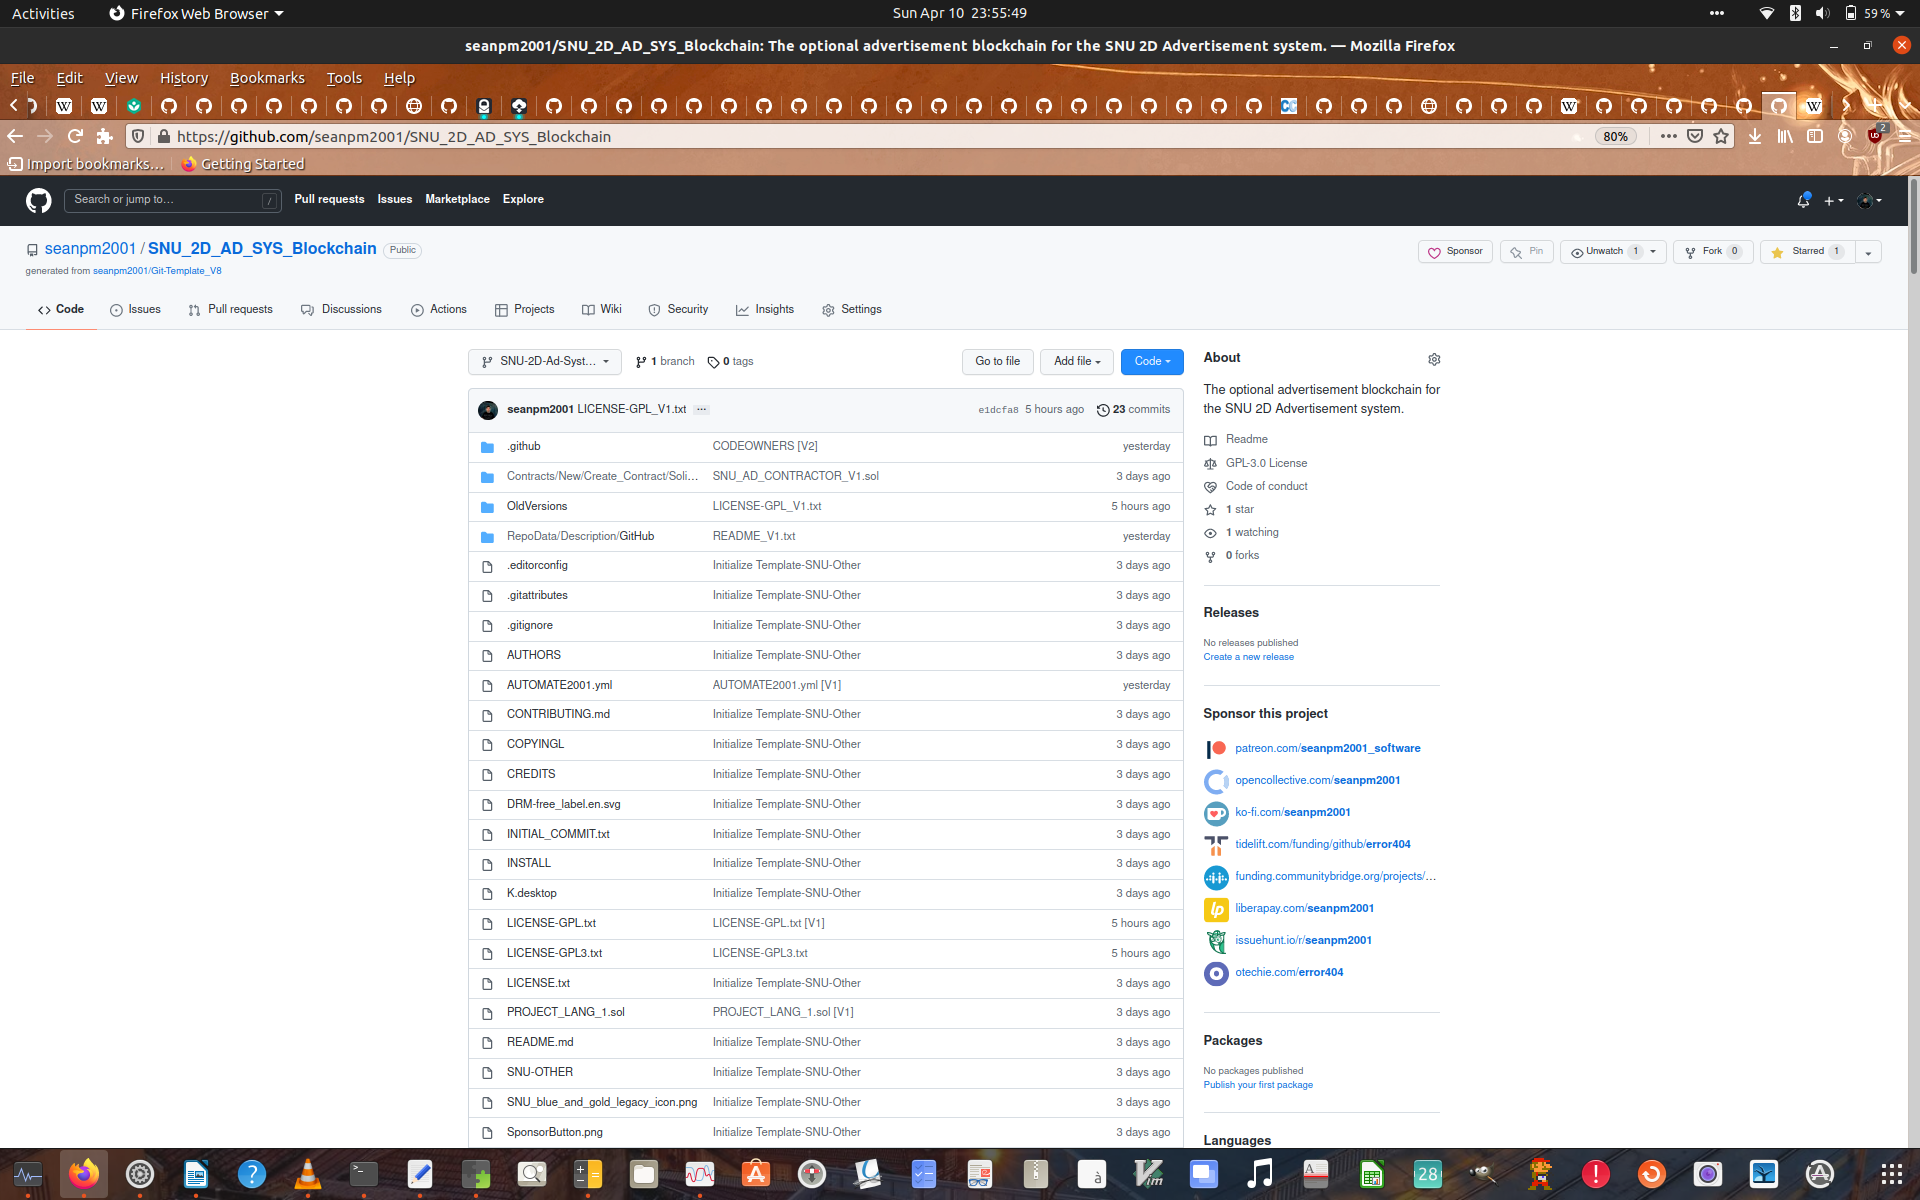 Activities
Firefox Web Browser
Sun Apr 10 23:55:49
59 %
seanpm2001/SNU_2D_AD_SYS_Blockchain: The optional advertisement blockchain for the SNU 2D Advertisement system. — Mozilla Firefox
File Edit View History Bookmarks Tools Help
https://github.com/seanpm2001/SNU_2D_AD_SYS_Blockchain
80%
2
Import bookmarks...
Getting Started
Search or jump to...
/
Pull requests Issues Marketplace Explore
seanpm2001 / SNU_2D_AD_SYS_Blockchain Public
generated from seanpm2001/Git-Template_V8
Sponsor
Pin
Unwatch 1
Fork 0
Starred 1
Code
Issues
Pull requests
Discussions
Actions
Projects
Wiki
Security
Insights
Settings
SNU-2D-Ad-Syst...
1 branch
0 tags
Go to file
Add file
Code
seanpm2001 LICENSE-GPL_V1.txt ...
e1dcfa8 5 hours ago
23 commits
.github CODEOWNERS [V2] yesterday
Contracts/New/Create_Contract/Soli... SNU_AD_CONTRACTOR_V1.sol 3 days ago
OldVersions LICENSE-GPL_V1.txt 5 hours ago
RepoData/Description/GitHub README_V1.txt yesterday
.editorconfig Initialize Template-SNU-Other 3 days ago
.gitattributes Initialize Template-SNU-Other 3 days ago
.gitignore Initialize Template-SNU-Other 3 days ago
AUTHORS Initialize Template-SNU-Other 3 days ago
AUTOMATE2001.yml AUTOMATE2001.yml [V1] yesterday
CONTRIBUTING.md Initialize Template-SNU-Other 3 days ago
COPYINGL Initialize Template-SNU-Other 3 days ago
CREDITS Initialize Template-SNU-Other 3 days ago
DRM-free_label.en.svg Initialize Template-SNU-Other 3 days ago
INITIAL_COMMIT.txt Initialize Template-SNU-Other 3 days ago
INSTALL Initialize Template-SNU-Other 3 days ago
K.desktop Initialize Template-SNU-Other 3 days ago
LICENSE-GPL.txt LICENSE-GPL.txt [V1] 5 hours ago
LICENSE-GPL3.txt LICENSE-GPL3.txt 5 hours ago
LICENSE.txt Initialize Template-SNU-Other 3 days ago
PROJECT_LANG_1.sol PROJECT_LANG_1.sol [V1] 3 days ago
README.md Initialize Template-SNU-Other 3 days ago
SNU-OTHER Initialize Template-SNU-Other 3 days ago
SNU_blue_and_gold_legacy_icon.png Initialize Template-SNU-Other 3 days ago
SponsorButton.png Initialize Template-SNU-Other 3 days ago
About
The optional advertisement blockchain for
the SNU 2D Advertisement system.
Readme
GPL-3.0 License
Code of conduct
1 star
1 watching
0 forks
Releases
No releases published
Create a new release
Sponsor this project
patreon.com/seanpm2001_software
opencollective.com/seanpm2001
ko-fi.com/seanpm2001
tidelift.com/funding/github/error404
funding.communitybridge.org/projects/...
lp
liberapay.com/seanpm2001
issuehunt.io/r/seanpm2001
otechie.com/error404
Packages
No packages published
Publish your first package
Languages
28